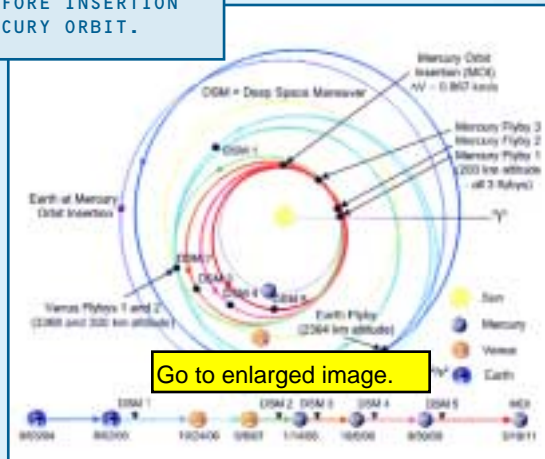 FORE INSERTION
CURY ORBIT.
Mercury Orbit
Insertion (MOI)
DSM = Deep Space Maneuver
DSM 1
Mercury Flyby 3
Mercury Flyby 2
Mercury Flyby 1
(200 km altitude
all 3 flybys)
Earth at Mercury
Orbit Insertion
Venus Flybys 1 and 2
Earth Flyby
(2364 km altitude)
Sun
Mercury
Venus
Earth
Go to enlarged image.
DSM 1
DSM 2 DSM 3
DSM 4
DSM 5
MOI